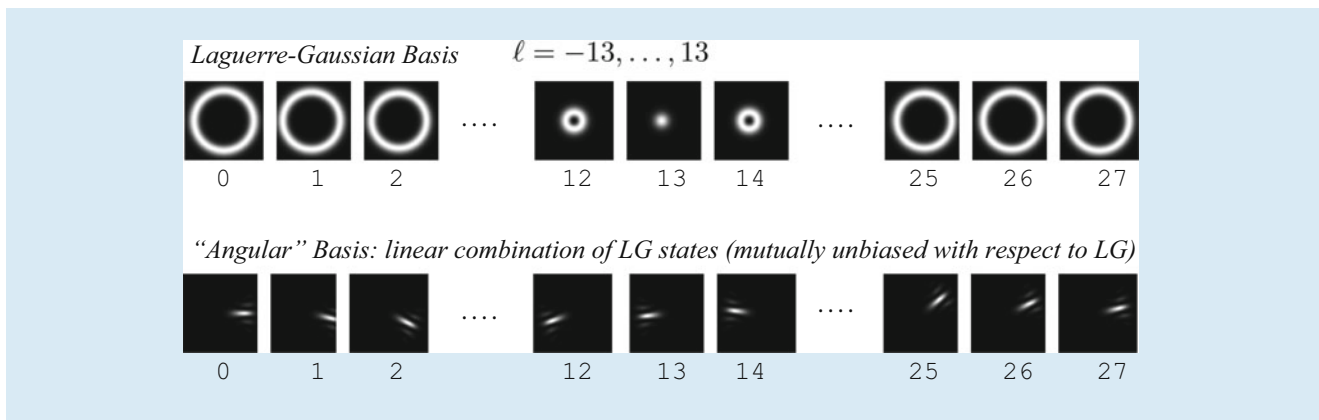 Laguerre-Gaussian Basis ℓ = −13, . . . , 13
. . . . . . . .
0 1 2 12 13 14 25 26 27
“Angular” Basis: linear combination of LG states (mutually unbiased with respect to LG)
. . . . . . . .
0 1 2 12 13 14 25 26 27